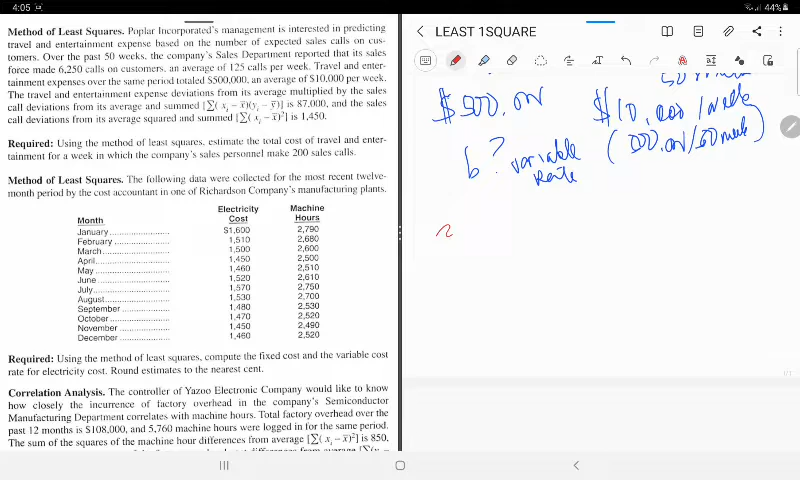 4:05
44%
Method of Least Squares. Poplar Incorporated's management is interested in predicting
travel and entertainment expense based on the number of expected sales calls on cus-
tomers. Over the past 50 weeks, the company's Sales Department reported that its sales
force made 6,250 calls on customers, an average of 125 calls per week. Travel and enter-
tainment expenses over the same period totaled $500,000, an average of $10,000 per week.
The travel and entertainment expense deviations from its average multiplied by the sales
call deviations from its average and summed [∑( xᵢ – x̅)(yᵢ – y̅)] is 87,000, and the sales
call deviations from its average squared and summed [∑( xᵢ – x̅)²] is 1,450.
Required: Using the method of least squares, estimate the total cost of travel and enter-
tainment for a week in which the company's sales personnel make 200 sales calls.
Method of Least Squares. The following data were collected for the most recent twelve-
month period by the cost accountant in one of Richardson Company's manufacturing plants.
Electricity Machine
Month Cost Hours
January $1,600 2,790
February 1,510 2,680
March 1,500 2,600
April 1,450 2,500
May 1,460 2,510
June 1,520 2,610
July 1,570 2,750
August 1,530 2,700
September 1,480 2,530
October 1,470 2,520
November 1,450 2,490
December 1,460 2,520
Required: Using the method of least squares, compute the fixed cost and the variable cost
rate for electricity cost. Round estimates to the nearest cent.
Correlation Analysis. The controller of Yazoo Electronic Company would like to know
how closely the incurrence of factory overhead in the company's Semiconductor
Manufacturing Department correlates with machine hours. Total factory overhead over the
past 12 months is $108,000, and 5,760 machine hours were logged in for the same period.
The sum of the squares of the machine hour differences from average [∑( xᵢ – x̅)²] is 850,
LEAST 1SQUARE
$10,000 /week
b? variable
rate